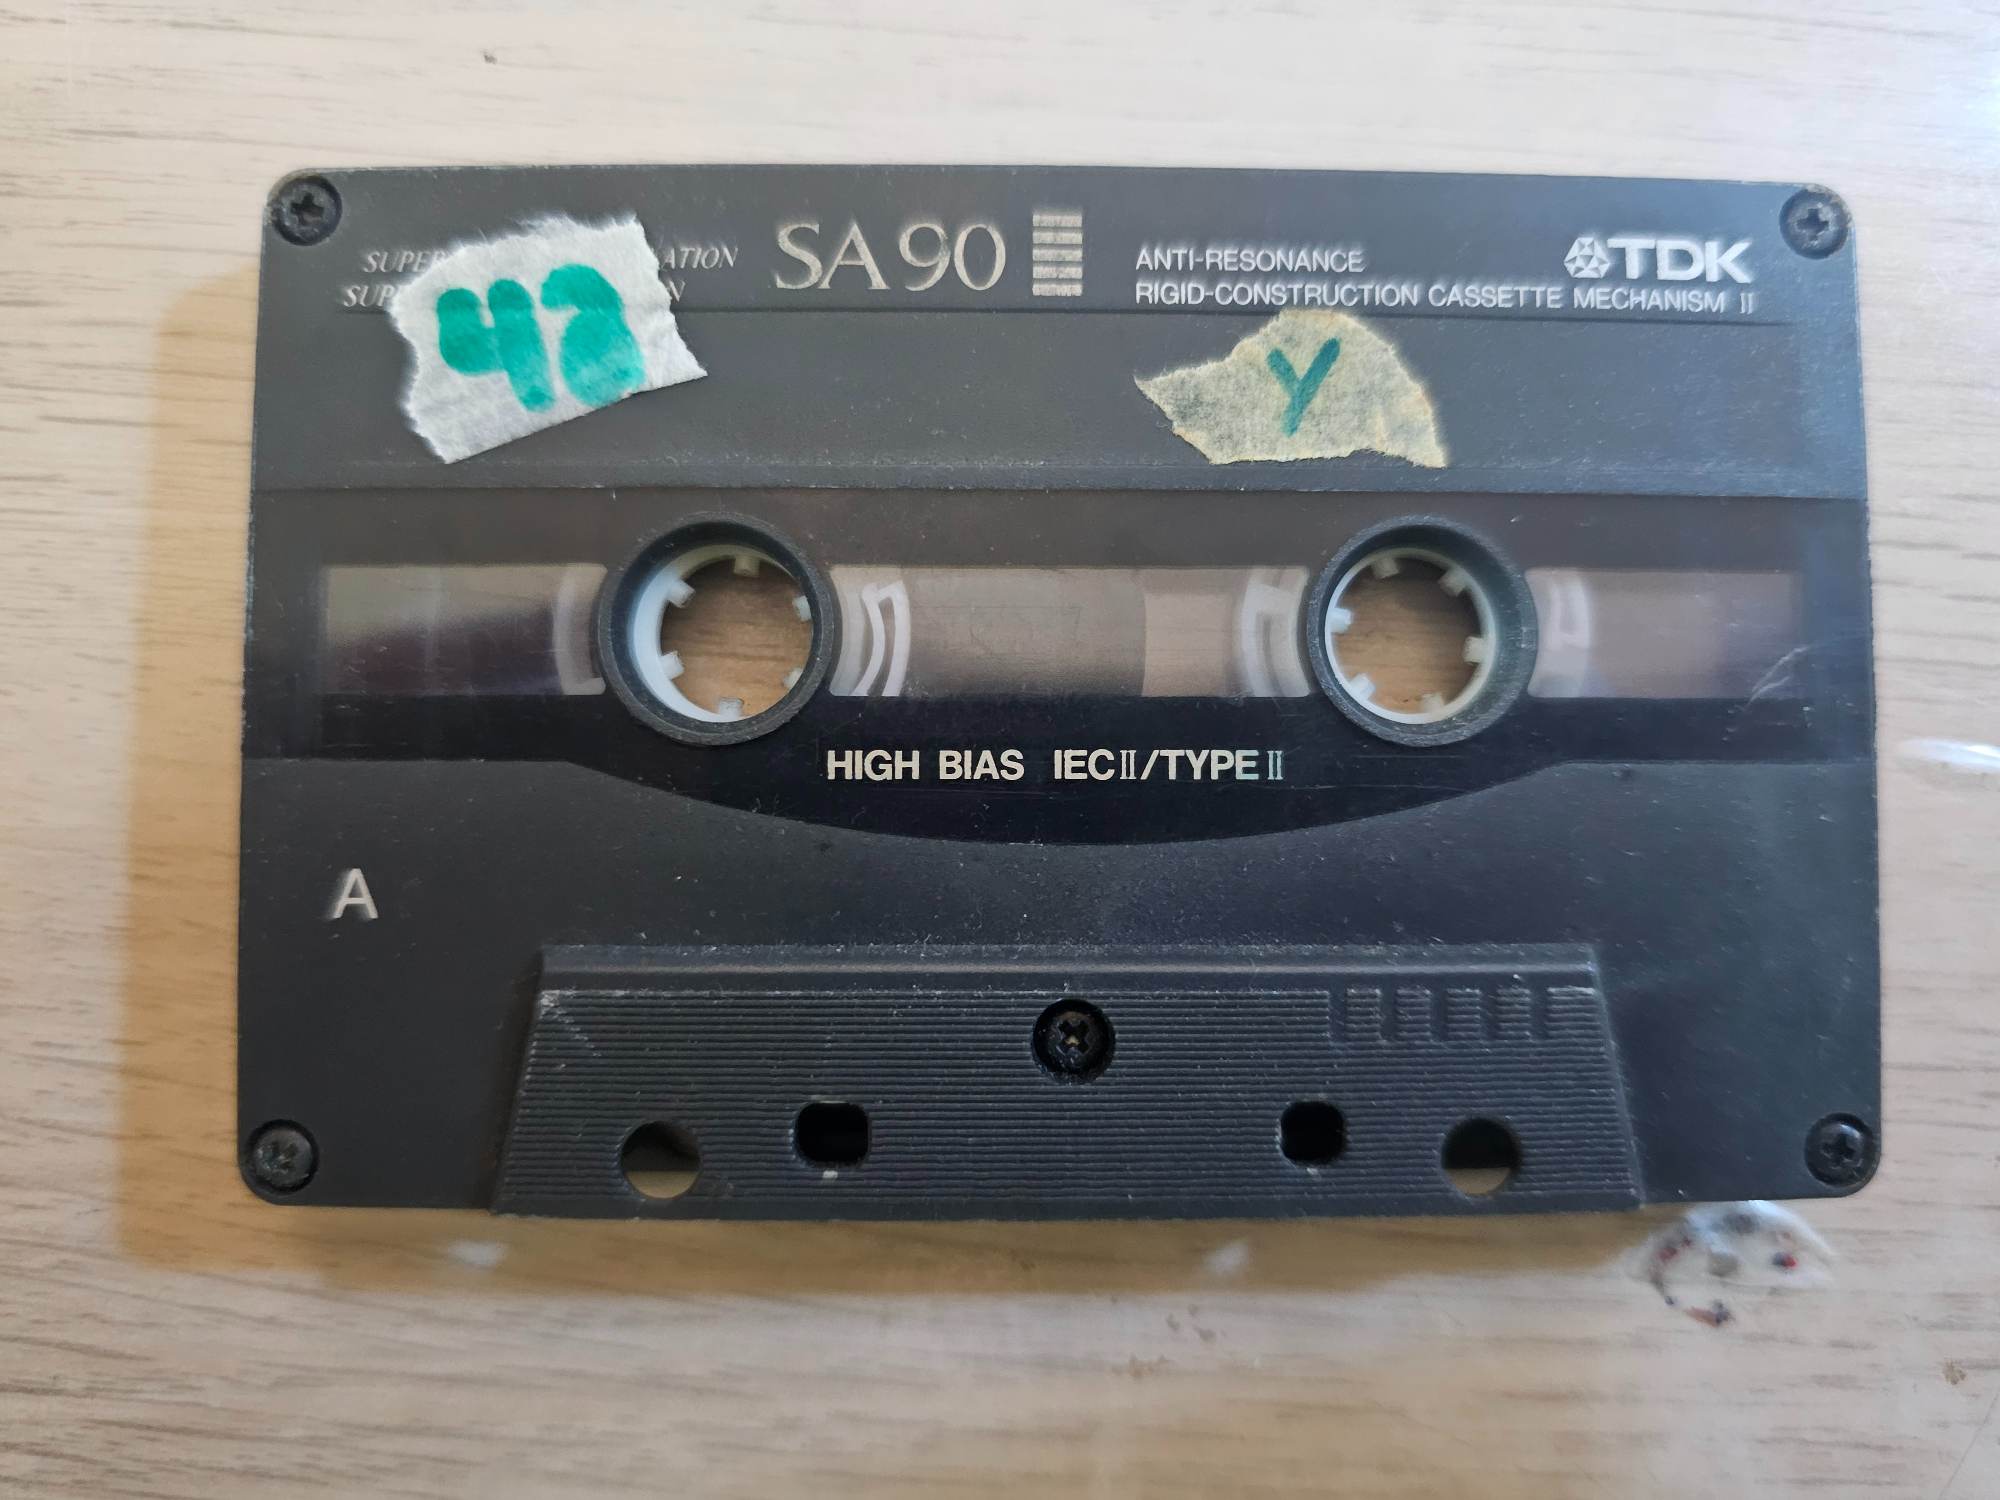 SA90
ANTI-RESONANCE
TDK
RIGID-CONSTRUCTION CASSETTE MECHANISM II
42
Y
HIGH BIAS IECII/TYPEII
A